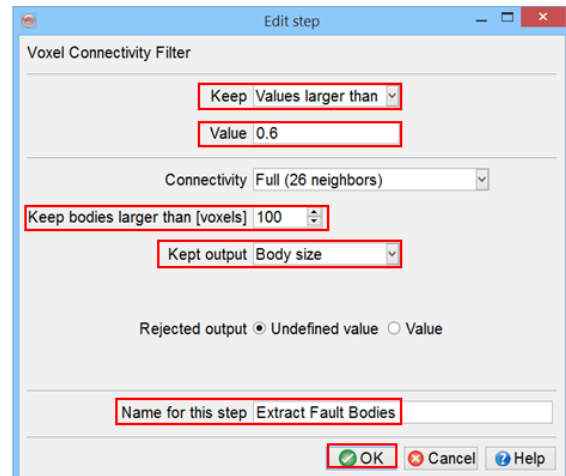 Edit step
Voxel Connectivity Filter
Keep Values larger than
Value 0.6
Connectivity Full (26 neighbors)
Keep bodies larger than [voxels] 100
Kept output Body size
Rejected output Undefined value Value
Name for this step Extract Fault Bodies
OK Cancel Help